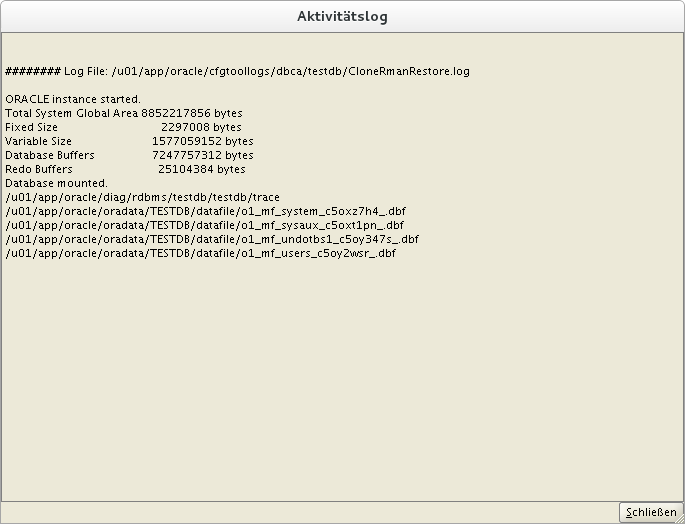 Aktivitätslog
######## Log File: /u01/app/oracle/cfgtoollogs/dbca/testdb/CloneRmanRestore.log
ORACLE instance started.
Total System Global Area 8852217856 bytes
Fixed Size 2297008 bytes
Variable Size 1577059152 bytes
Database Buffers 7247757312 bytes
Redo Buffers 25104384 bytes
Database mounted.
/u01/app/oracle/diag/rdbms/testdb/testdb/trace
/u01/app/oracle/oradata/TESTDB/datafile/o1_mf_system_c5oxz7h4_.dbf
/u01/app/oracle/oradata/TESTDB/datafile/o1_mf_sysaux_c5oxt1pn_.dbf
/u01/app/oracle/oradata/TESTDB/datafile/o1_mf_undotbs1_c5oy347s_.dbf
/u01/app/oracle/oradata/TESTDB/datafile/o1_mf_users_c5oy2wsr_.dbf
Schließen